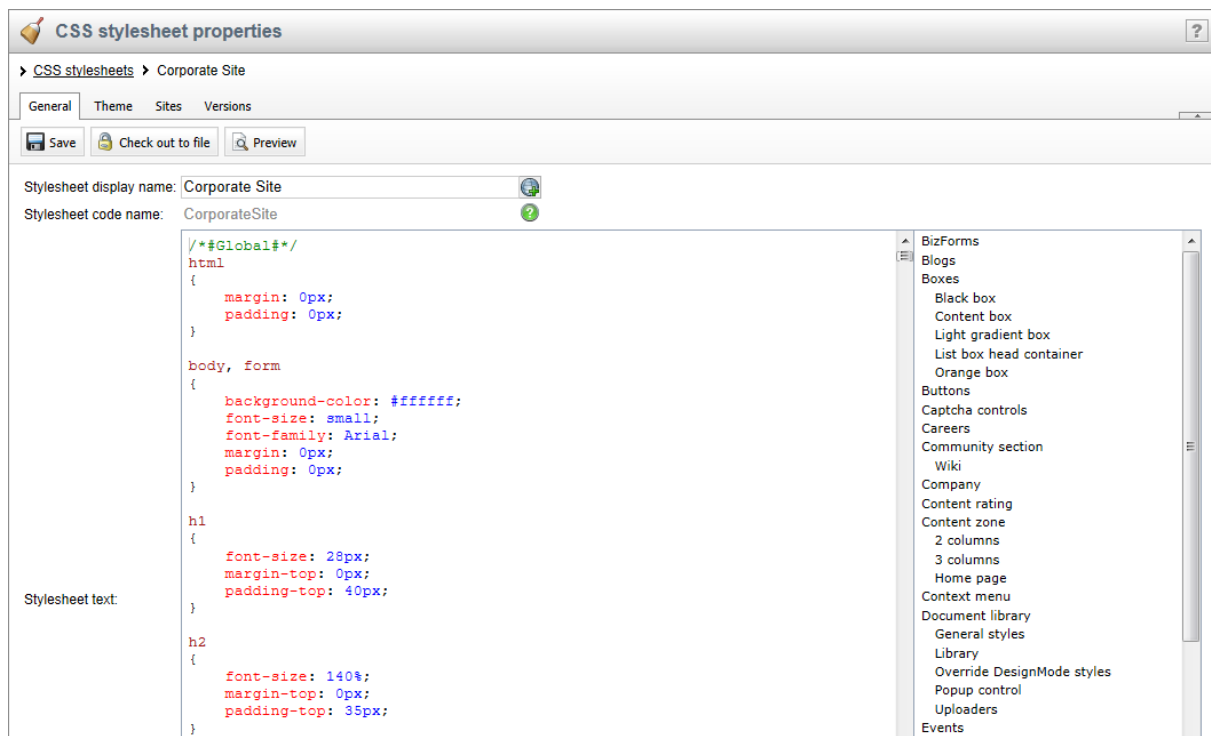 CSS stylesheet properties
?
CSS stylesheets > Corporate Site
General Theme Sites Versions
Save Check out to file Preview
Stylesheet display name: Corporate Site
Stylesheet code name: CorporateSite
?
Stylesheet text:
/*#Global#*/
html
{
    margin: 0px;
    padding: 0px;
}
body, form
{
    background-color: #ffffff;
    font-size: small;
    font-family: Arial;
    margin: 0px;
    padding: 0px;
}
h1
{
    font-size: 28px;
    margin-top: 0px;
    padding-top: 40px;
}
h2
{
    font-size: 140%;
    margin-top: 0px;
    padding-top: 35px;
}
BizForms
Blogs
Boxes
Black box
Content box
Light gradient box
List box head container
Orange box
Buttons
Captcha controls
Careers
Community section
Wiki
Company
Content rating
Content zone
2 columns
3 columns
Home page
Context menu
Document library
General styles
Library
Override DesignMode styles
Popup control
Uploaders
Events